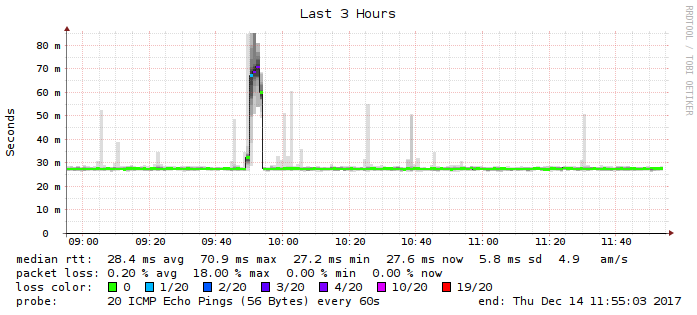 Last 3 Hours
RRDTOOL / TOBI OETIKER
Seconds
80 m
70 m
60 m
50 m
40 m
30 m
20 m
10 m
0
09:00 09:20 09:40 10:00 10:20 10:40 11:00 11:20 11:40
median rtt: 28.4 ms avg 70.9 ms max 27.2 ms min 27.6 ms now 5.8 ms sd 4.9 am/s
packet loss: 0.20 % avg 18.00 % max 0.00 % min 0.00 % now
loss color: 0 1/20 2/20 3/20 4/20 10/20 19/20
probe: 20 ICMP Echo Pings (56 Bytes) every 60s end: Thu Dec 14 11:55:03 2017